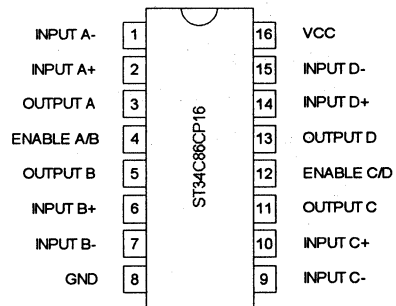 INPUT A- 1 16 VCC
INPUT A+ 2 15 INPUT D-
OUTPUT A 3 14 INPUT D+
ENABLE A/B 4 13 OUTPUT D
OUTPUT B 5 12 ENABLE C/D
INPUT B+ 6 11 OUTPUT C
INPUT B- 7 10 INPUT C+
GND 8 9 INPUT C-
ST34C86CP16